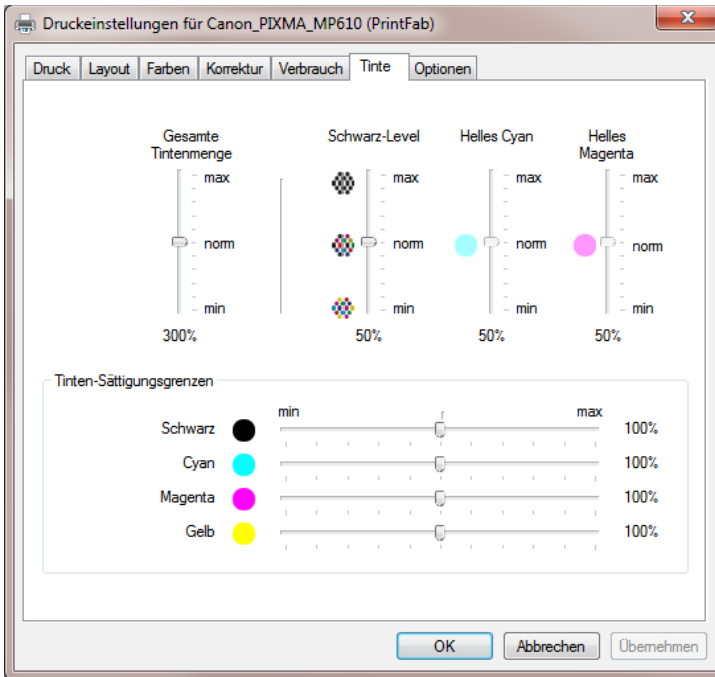 Druckeinstellungen für Canon_PIXMA_MP610 (PrintFab)
x
Druck Layout Farben Korrektur Verbrauch Tinte Optionen
Gesamte Tintenmenge
max
norm
min
300%
Schwarz-Level
max
norm
min
50%
Helles Cyan
max
norm
min
50%
Helles Magenta
max
norm
min
50%
Tinten-Sättigungsgrenzen
min max
Schwarz 100%
Cyan 100%
Magenta 100%
Gelb 100%
OK Abbrechen Übernehmen